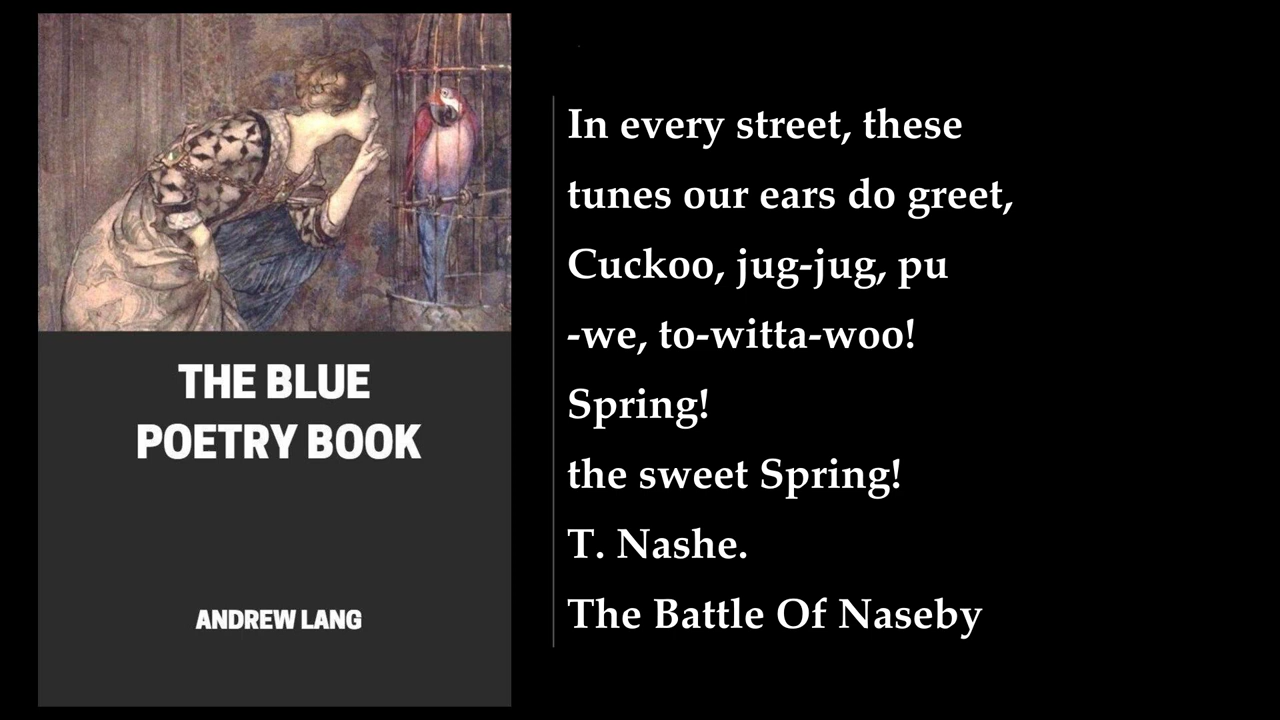 THE BLUE
POETRY BOOK
ANDREW LANG
In every street, these
tunes our ears do greet,
Cuckoo, jug-jug, pu
-we, to-witta-woo!
Spring!
the sweet Spring!
T. Nashe.
The Battle Of Naseby